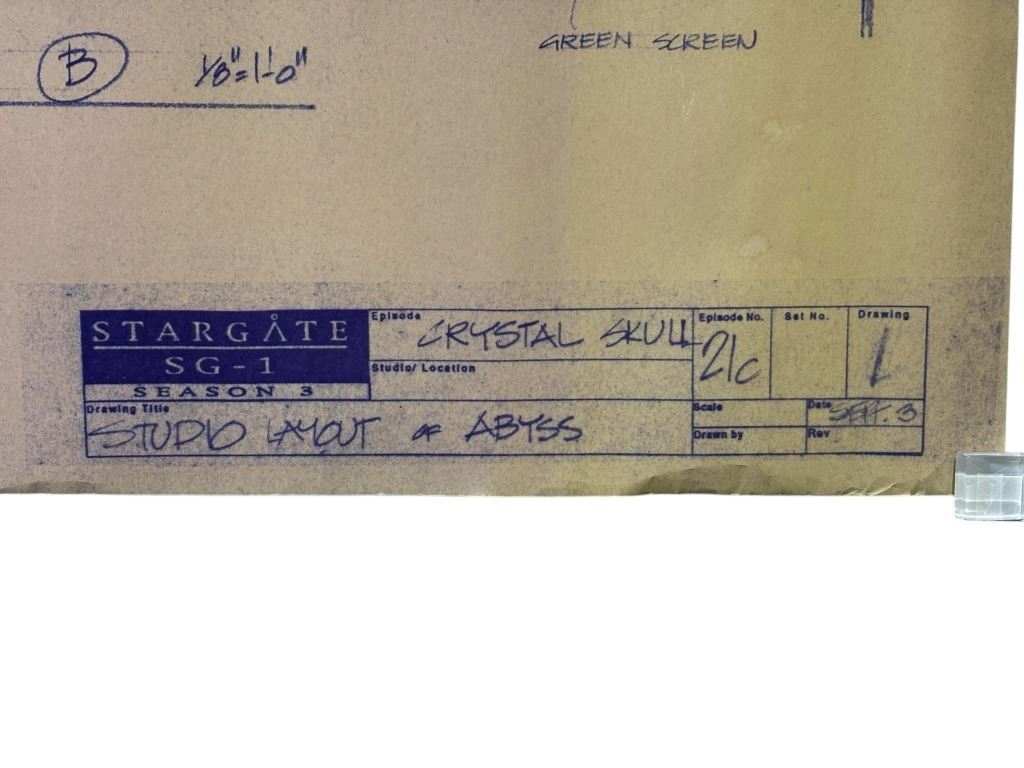 GREEN SCREEN
B 1/8"=1'-0"
STARGATE
SG-1
SEASON 3
Episode
CRYSTAL SKULL
Studio/ Location
Episode No.
21c
Set No.
Drawing
1
Drawing Title
STUDIO LAYOUT OF ABYSS
Scale
Date
SEPT. 3
Drawn by
Rev